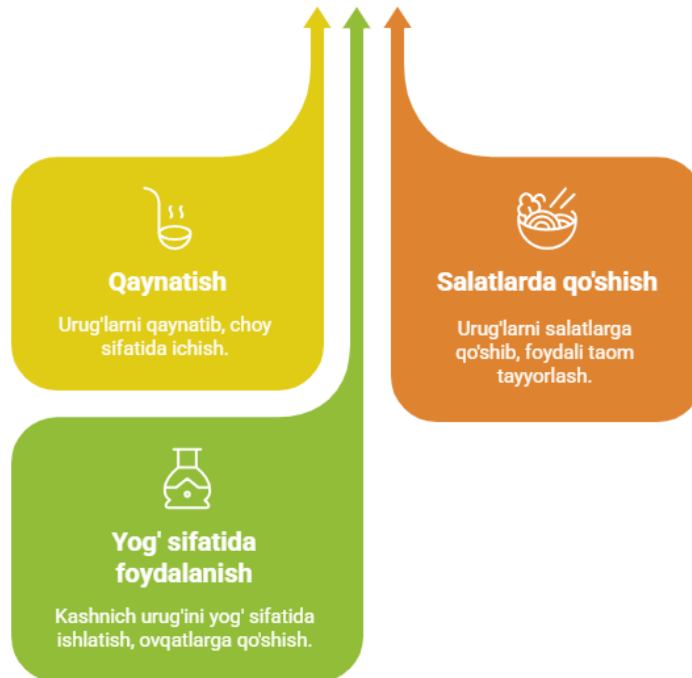 Qaynatish
Urug'larni qaynatib, choy
sifatida ichish.
Salatlarda qo'shish
Urug'larni salatlarga
qo'shib, foydali taom
tayyorlash.
Yog' sifatida
foydalanish
Kashnich urug'ini yog' sifatida
ishlatish, ovqatlarga qo'shish.